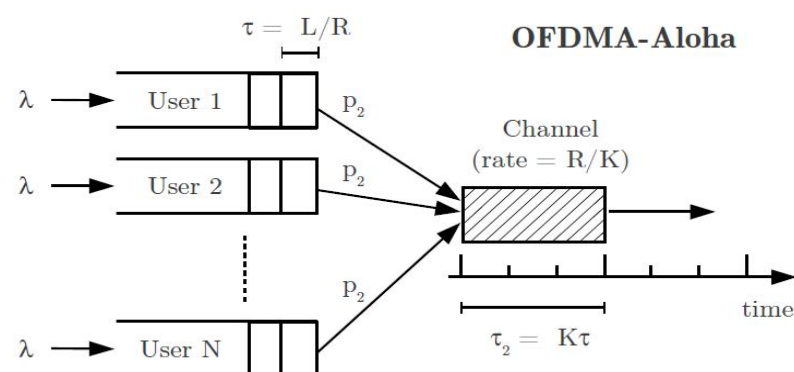 τ = L/R
OFDMA-Aloha
λ
User 1
p₂
Channel
(rate = R/K)
λ
User 2
p₂
p₂
time
λ
User N
τ₂ = Kτ